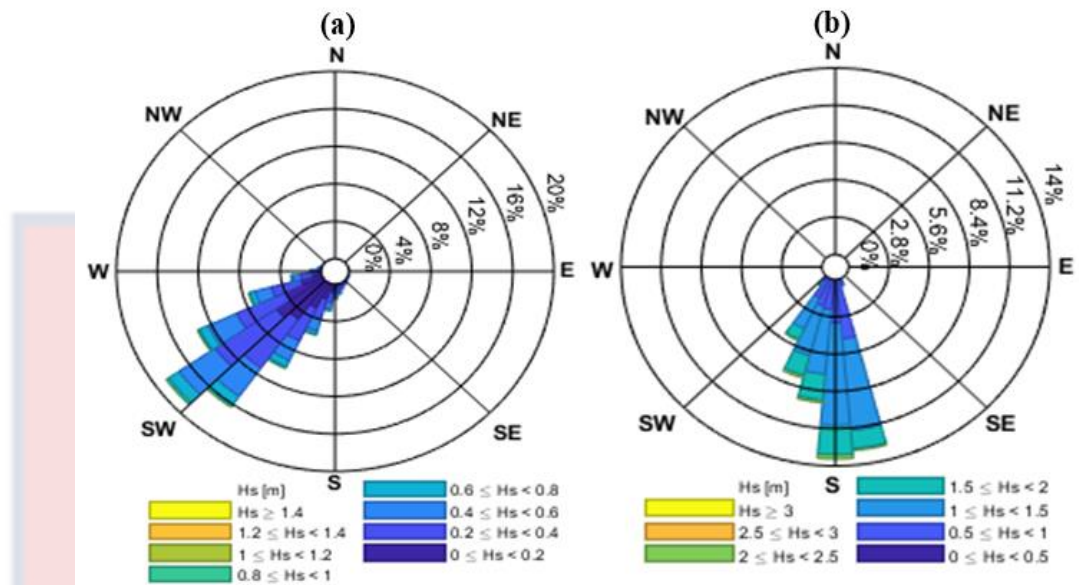 (a)
N
NW
NE
20%
16%
12%
8%
4%
0%
W
E
SW
SE
S
Hs [m]
Hs ≥ 1.4
1.2 ≤ Hs < 1.4
1 ≤ Hs < 1.2
0.8 ≤ Hs < 1
0.6 ≤ Hs < 0.8
0.4 ≤ Hs < 0.6
0.2 ≤ Hs < 0.4
0 ≤ Hs < 0.2
(b)
N
NW
NE
14%
11.2%
8.4%
5.6%
2.8%
0%
W
E
SW
SE
S
Hs [m]
Hs ≥ 3
2.5 ≤ Hs < 3
2 ≤ Hs < 2.5
1.5 ≤ Hs < 2
1 ≤ Hs < 1.5
0.5 ≤ Hs < 1
0 ≤ Hs < 0.5